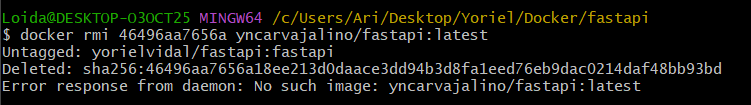 Loida@DESKTOP-O3OCT25 MINGW64 /c/Users/Ari/Desktop/Yoriel/Docker/fastapi
$ docker rmi 46496aa7656a yncarvajalino/fastapi:latest
Untagged: yorielvidal/fastapi:fastapi
Deleted: sha256:46496aa7656a18ee213d0daace3dd94b3d8fa1eed76eb9dac0214daf48bb93bd
Error response from daemon: No such image: yncarvajalino/fastapi:latest